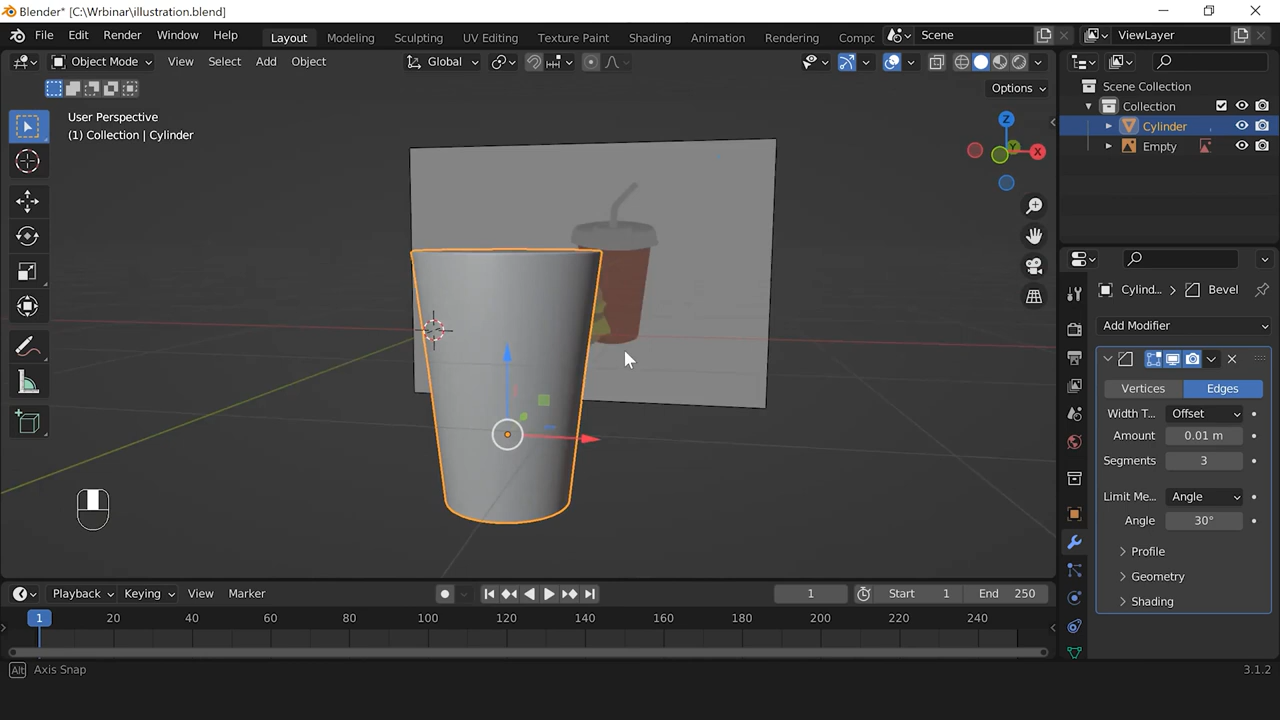 Blender* [C:\Wrbinar\illustration.blend]
File Edit Render Window Help Layout Modeling Sculpting UV Editing Texture Paint Shading Animation Rendering Compc Scene ViewLayer
Object Mode View Select Add Object Global
Options
User Perspective
(1) Collection | Cylinder
Z
Y
X
Scene Collection
Collection
Cylinder
Empty
Cylind... Bevel
Add Modifier
Vertices Edges
Width T... Offset
Amount 0.01 m
Segments 3
Limit Me... Angle
Angle 30°
Profile
Geometry
Shading
Playback Keying View Marker 1 Start 1 End 250
1 20 40 60 80 100 120 140 160 180 200 220 240
Alt Axis Snap 3.1.2